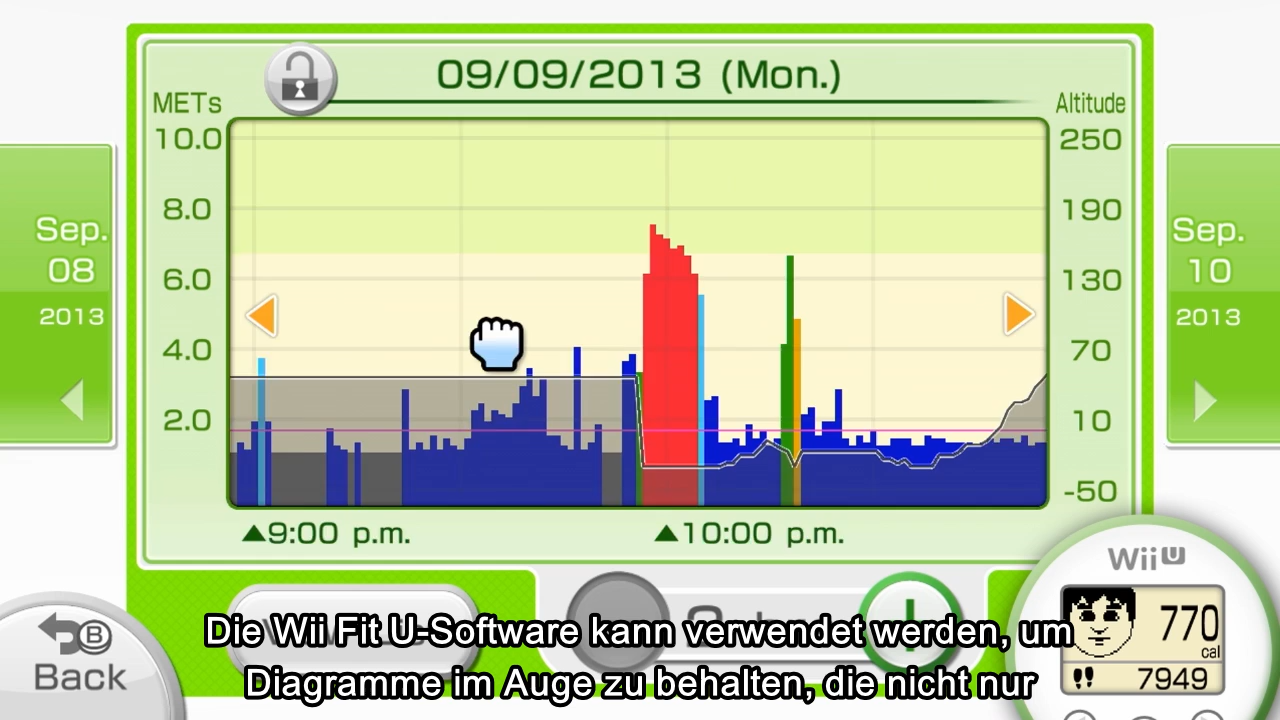 09/09/2013 (Mon.)
METs
Altitude
10.0
250
8.0
190
6.0
130
4.0
70
2.0
10
-50
Sep.
08
2013
Sep.
10
2013
▲9:00 p.m.
▲10:00 p.m.
Wii U
770
cal
7949
B
Back
Die Wii Fit U-Software kann verwendet werden, um
Diagramme im Auge zu behalten, die nicht nur